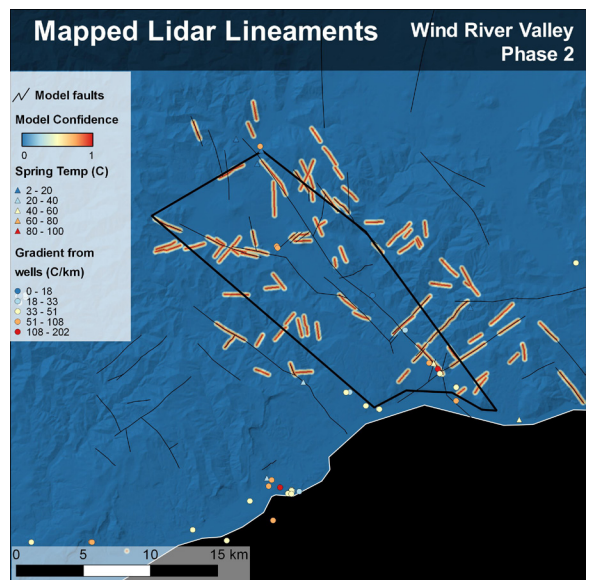 Mapped Lidar Lineaments
Wind River Valley
Phase 2
Model faults
Model Confidence
0 1
Spring Temp (C)
2 - 20
20 - 40
40 - 60
60 - 80
80 - 100
Gradient from
wells (C/km)
0 - 18
18 - 33
33 - 51
51 - 108
108 - 202
0 5 10 15 km